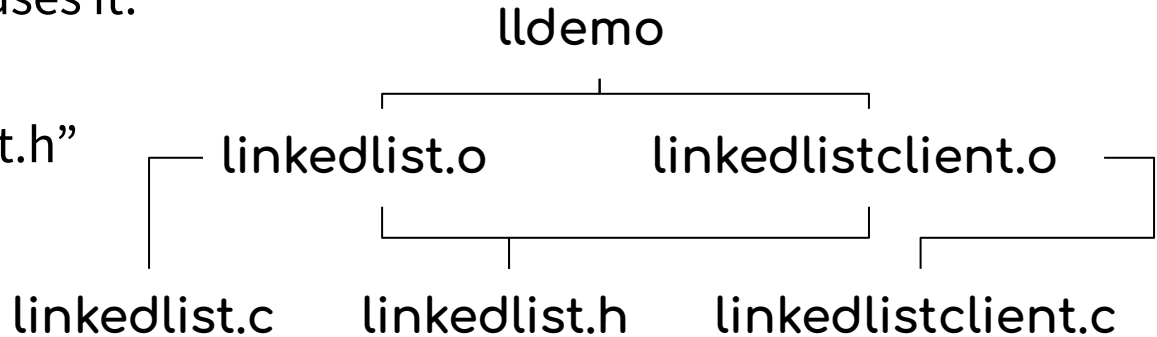 uses it.
lldemo
t.h”
linkedlist.o linkedlistclient.o
linkedlist.c linkedlist.h linkedlistclient.c